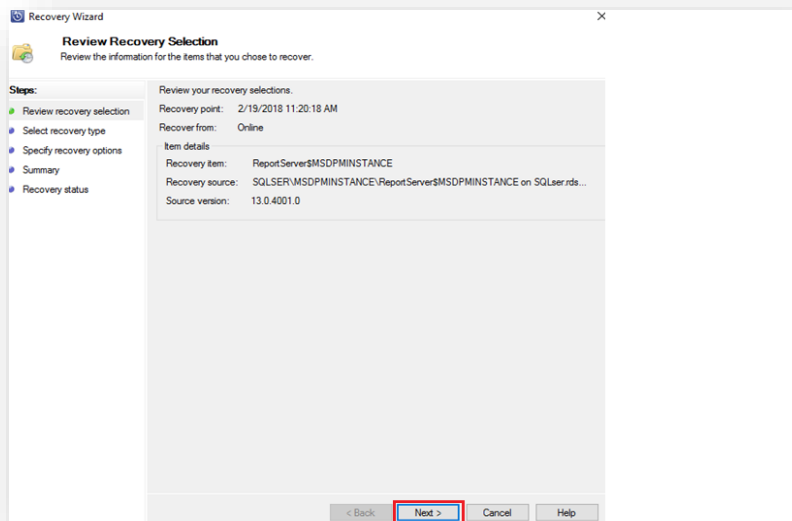 Recovery Wizard
Review Recovery Selection
Review the information for the items that you chose to recover.
Steps:
Review recovery selection
Select recovery type
Specify recovery options
Summary
Recovery status
Review your recovery selections.
Recovery point: 2/19/2018 11:20:18 AM
Recover from: Online
Item details
Recovery item: ReportServer$MSDPMINSTANCE
Recovery source: SQLSER\MSDPMINSTANCE\ReportServer$MSDPMINSTANCE on SQLser.rds...
Source version: 13.0.4001.0
< Back Next > Cancel Help